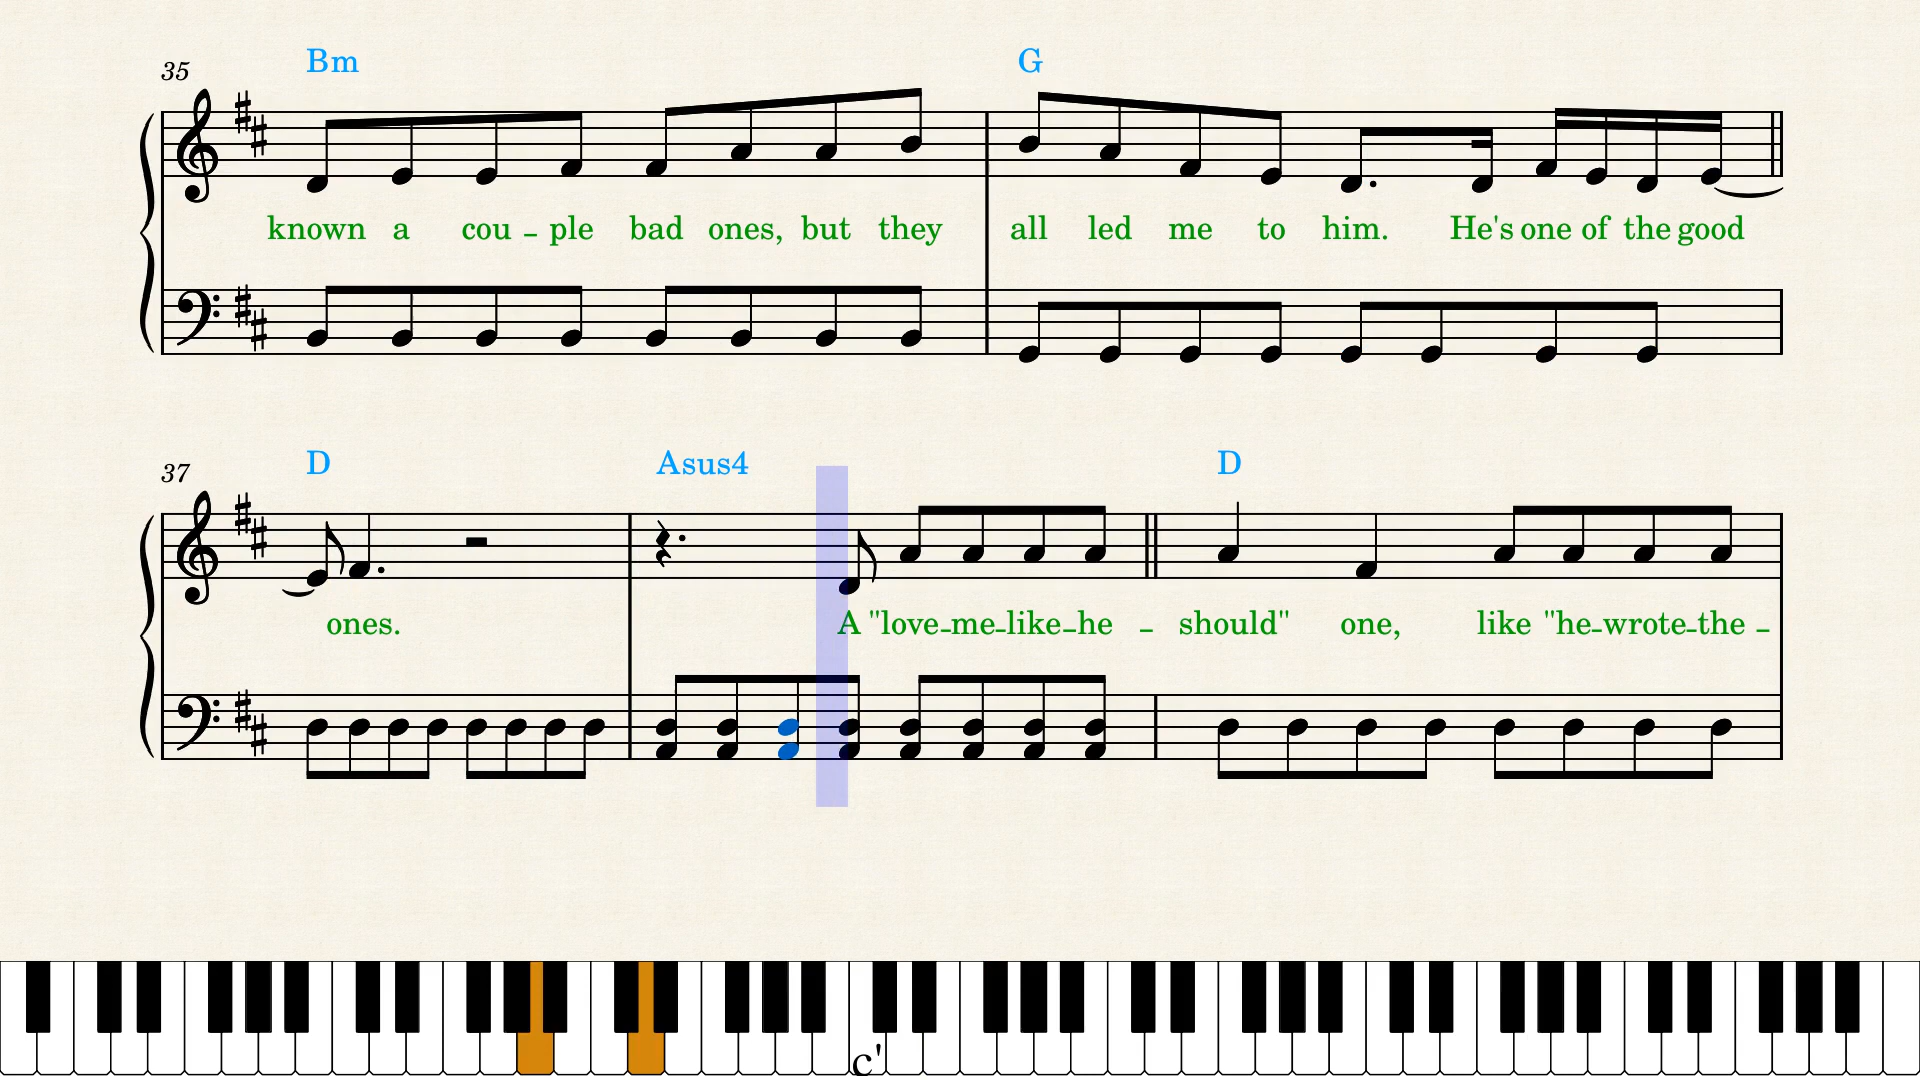 35 Bm G
known a cou - ple bad ones, but they all led me to him. He's one of the good
37 D Asus4 D
ones. A "love-me-like-he - should" one, like "he-wrote-the -
c'